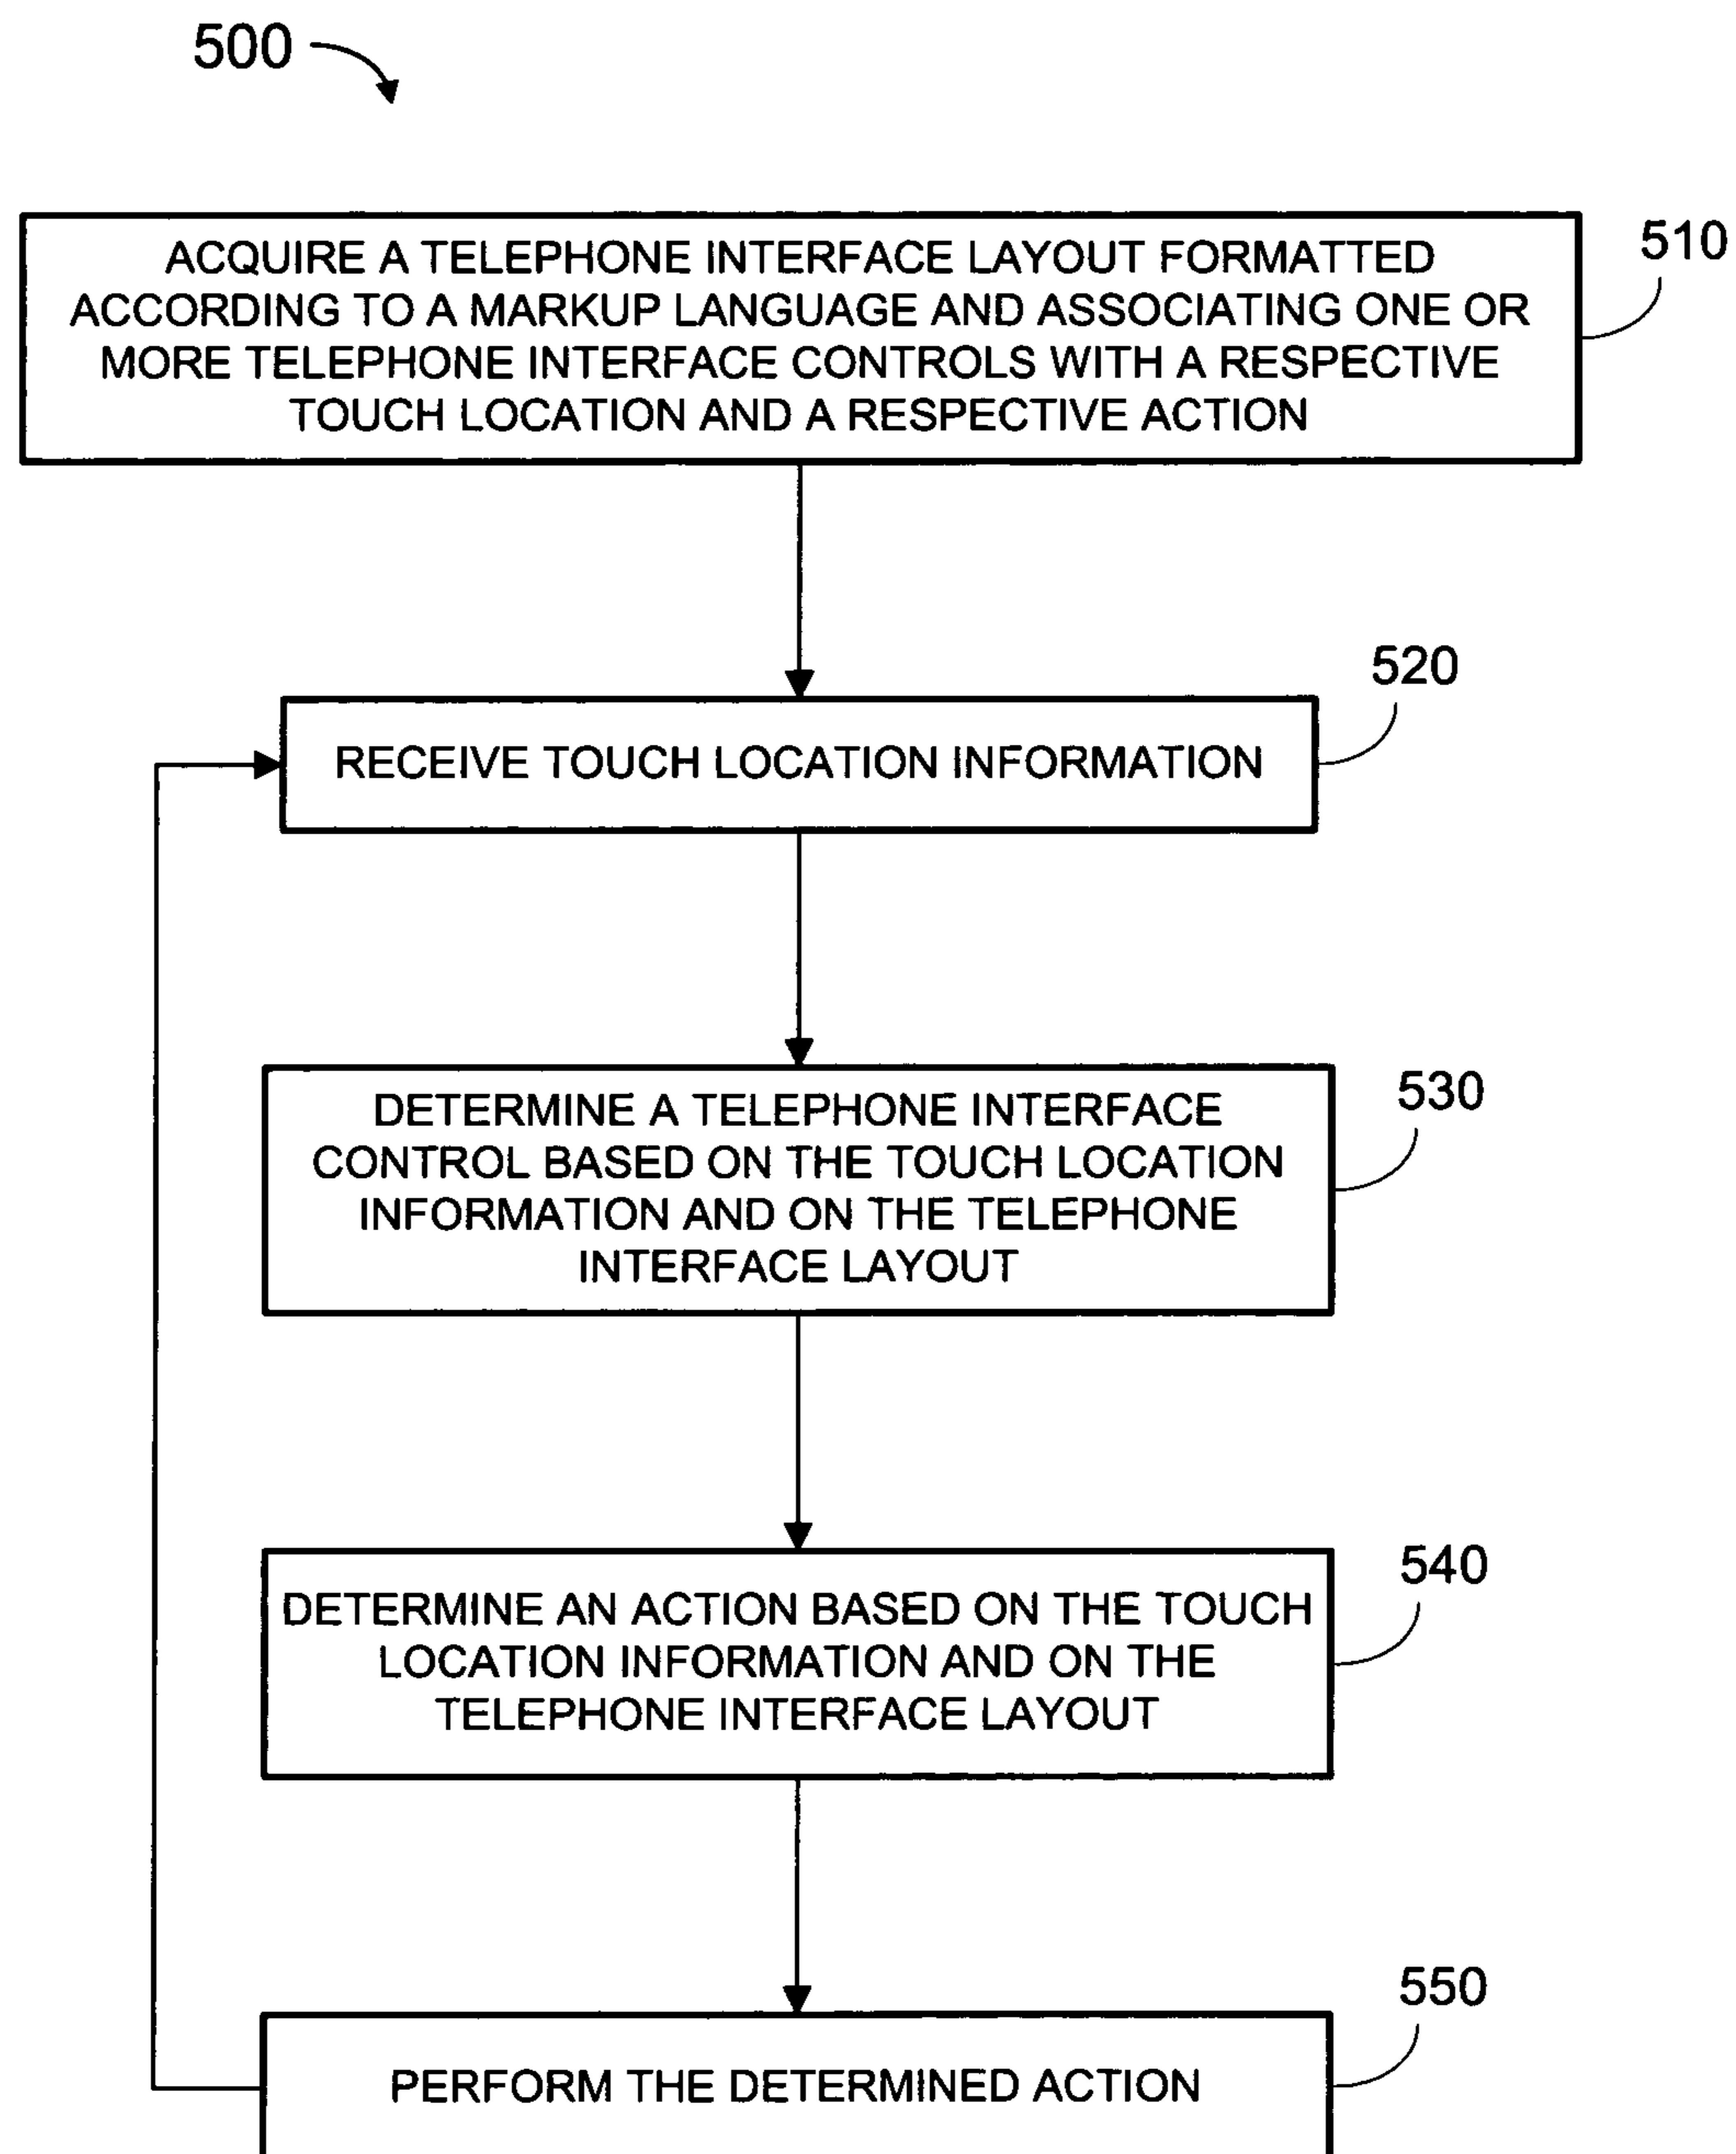 500
ACQUIRE A TELEPHONE INTERFACE LAYOUT FORMATTED
ACCORDING TO A MARKUP LANGUAGE AND ASSOCIATING ONE OR
MORE TELEPHONE INTERFACE CONTROLS WITH A RESPECTIVE
TOUCH LOCATION AND A RESPECTIVE ACTION
510
520
RECEIVE TOUCH LOCATION INFORMATION
530
DETERMINE A TELEPHONE INTERFACE
CONTROL BASED ON THE TOUCH LOCATION
INFORMATION AND ON THE TELEPHONE
INTERFACE LAYOUT
540
DETERMINE AN ACTION BASED ON THE TOUCH
LOCATION INFORMATION AND ON THE
TELEPHONE INTERFACE LAYOUT
550
PERFORM THE DETERMINED ACTION